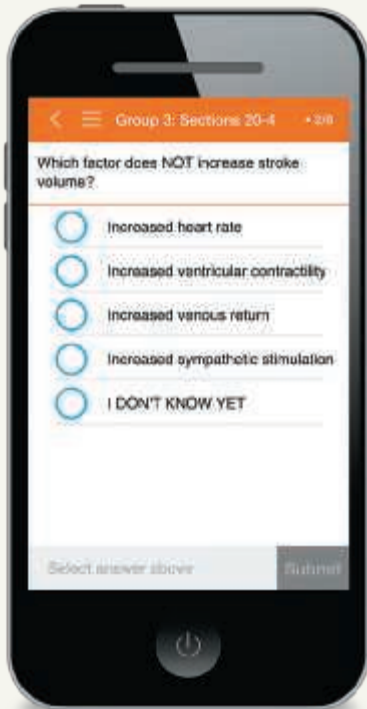 Group 3: Sections 20-4
Which factor does NOT increase stroke
volume?
Increased heart rate
Increased ventricular contractility
Increased venous return
Increased sympathetic stimulation
I DON'T KNOW YET
Select answer above
Submit